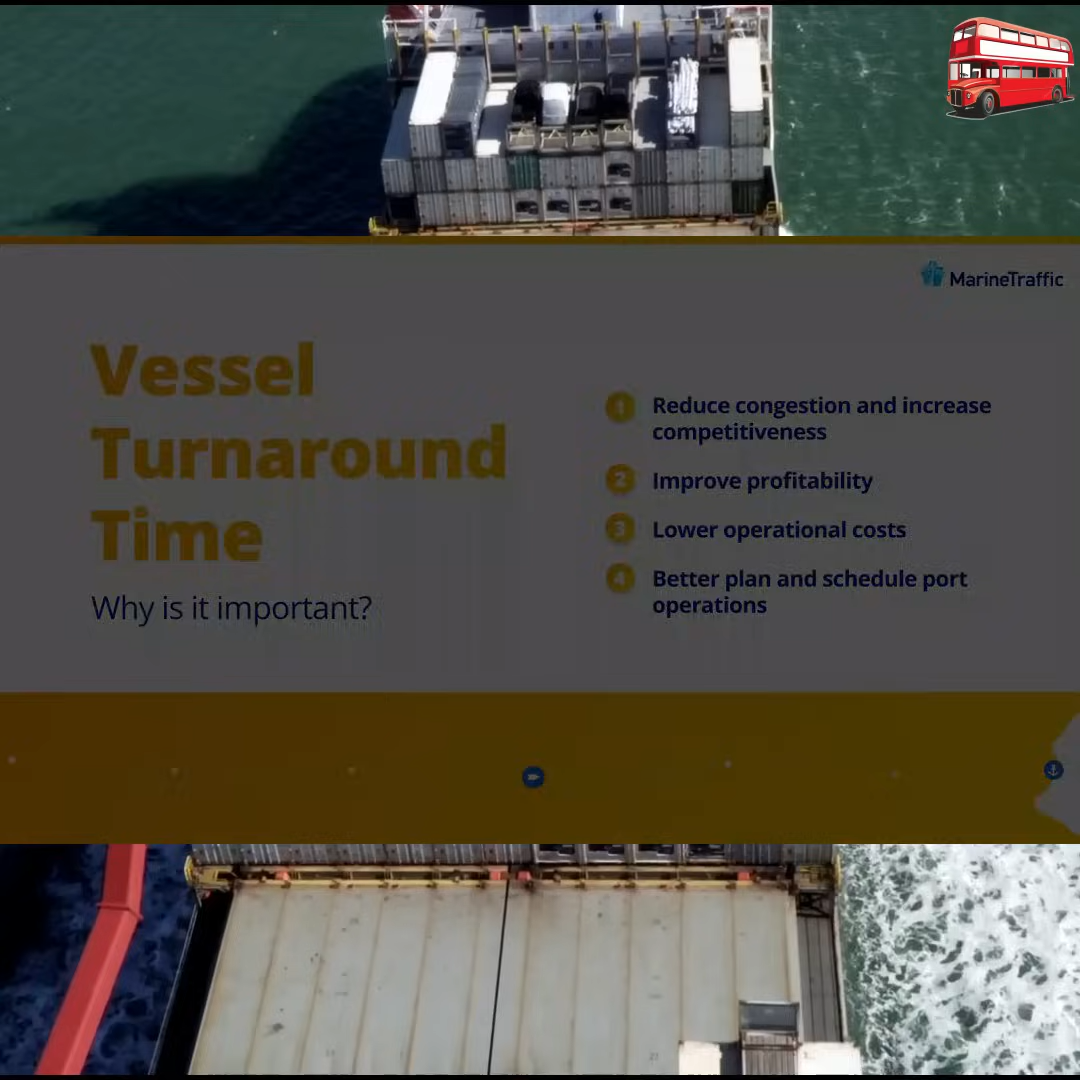 MarineTraffic
Vessel
Turnaround
Time
Why is it important?
1 Reduce congestion and increase
competitiveness
2 Improve profitability
3 Lower operational costs
4 Better plan and schedule port
operations